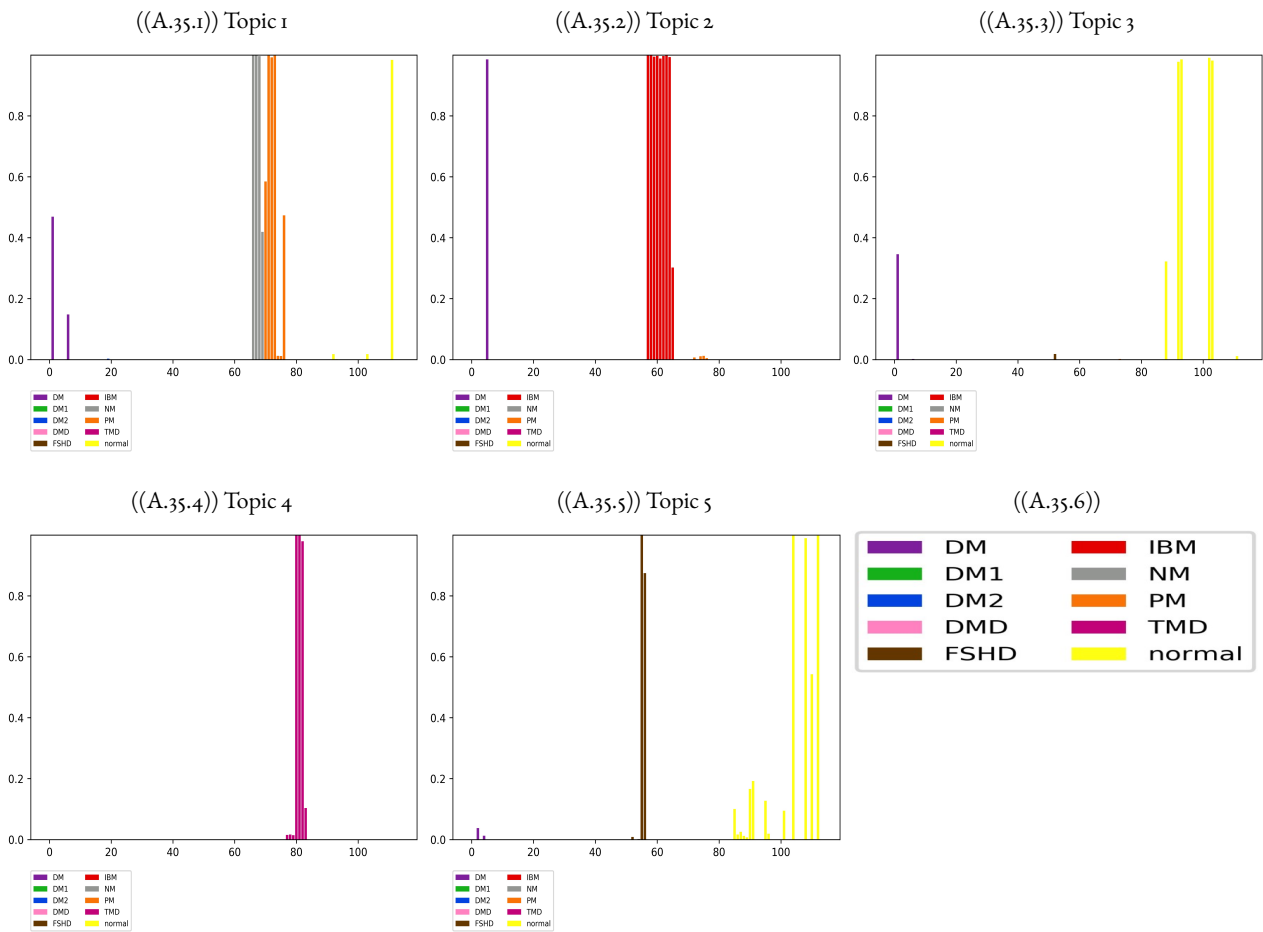 ((A.35.1)) Topic 1
((A.35.2)) Topic 2
((A.35.3)) Topic 3
0.8
0.6
0.4
0.2
0.0
0 20 40 60 80 100
DM IBM
DM1 NM
DM2 PM
DMD TMD
FSHD normal
0.8
0.6
0.4
0.2
0.0
0 20 40 60 80 100
DM IBM
DM1 NM
DM2 PM
DMD TMD
FSHD normal
0.8
0.6
0.4
0.2
0.0
0 20 40 60 80 100
DM IBM
DM1 NM
DM2 PM
DMD TMD
FSHD normal
((A.35.4)) Topic 4
((A.35.5)) Topic 5
((A.35.6))
0.8
0.6
0.4
0.2
0.0
0 20 40 60 80 100
DM IBM
DM1 NM
DM2 PM
DMD TMD
FSHD normal
0.8
0.6
0.4
0.2
0.0
0 20 40 60 80 100
DM IBM
DM1 NM
DM2 PM
DMD TMD
FSHD normal
DM IBM
DM1 NM
DM2 PM
DMD TMD
FSHD normal